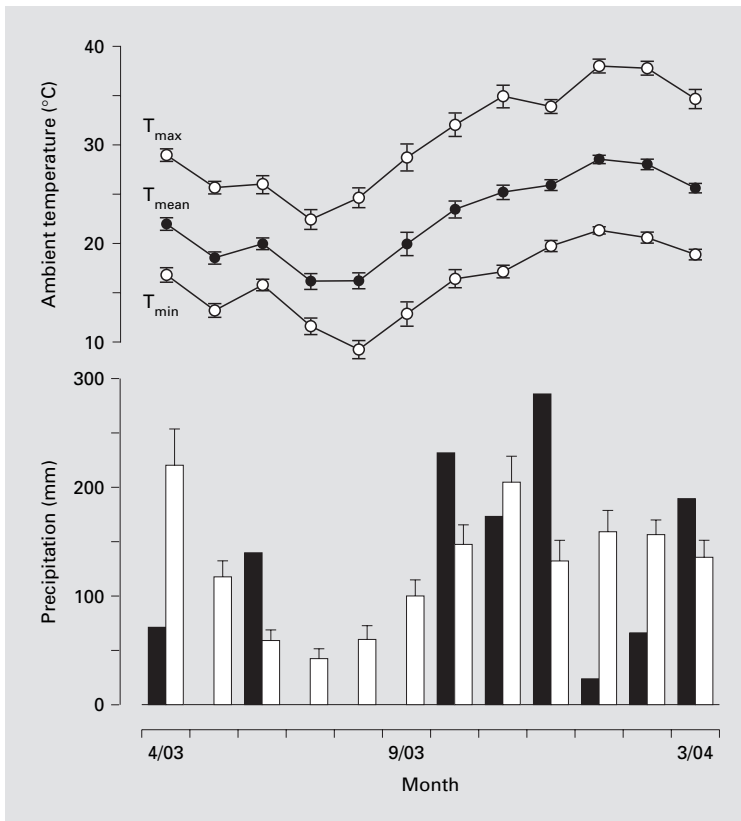 Ambient temperature (°C)
40
30
20
10
Tmax
Tmean
Tmin
Precipitation (mm)
300
200
100
0
4/03 9/03 3/04
Month